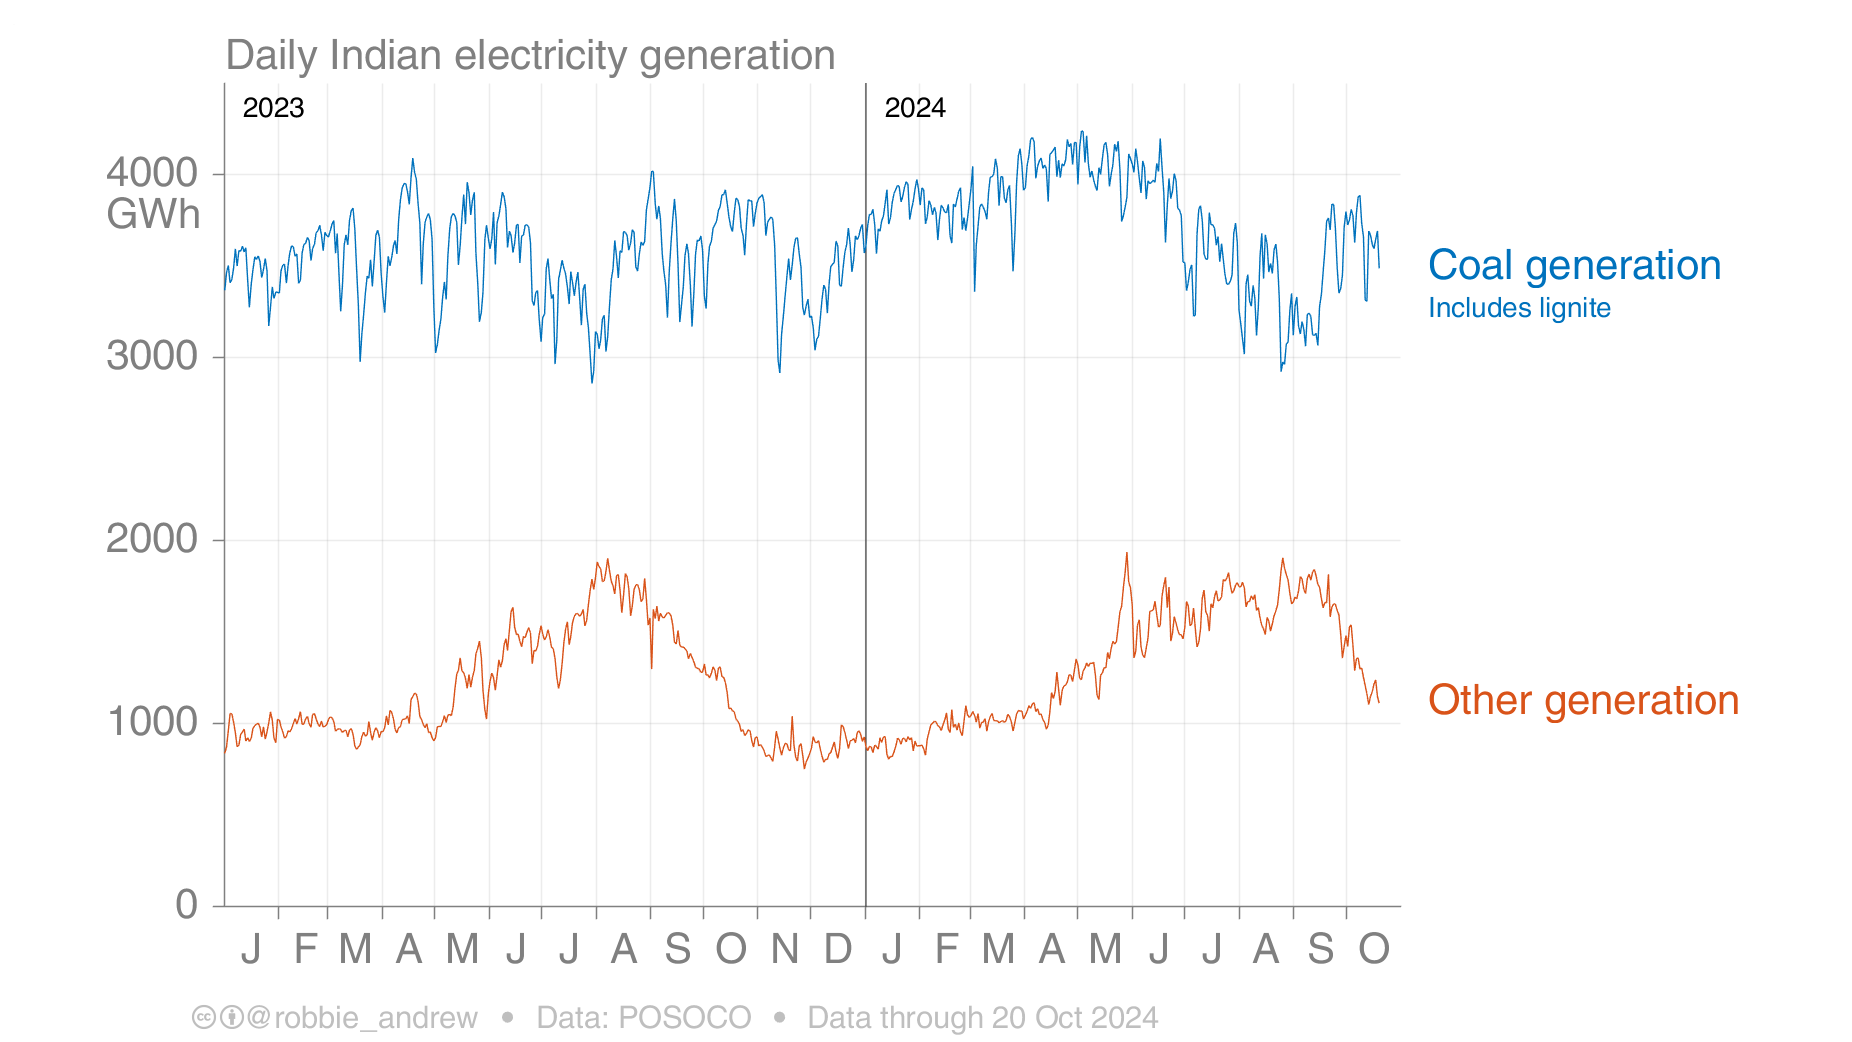 Daily Indian electricity generation
2023
2024
4000
GWh
3000
2000
1000
0
Coal generation
Includes lignite
Other generation
J F M A M J J A S O N D J F M A M J J A S O
@robbie_andrew • Data: POSOCO • Data through 20 Oct 2024